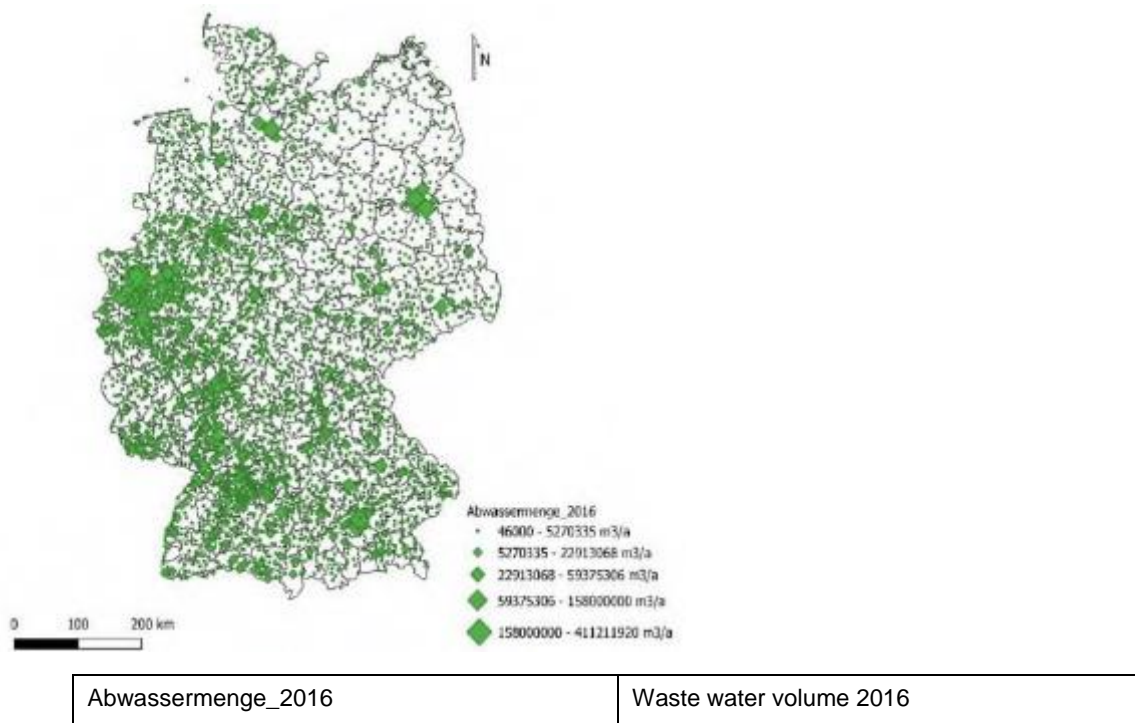 N
Abwassermenge_2016
46000 - 5270335 m3/a
5270335 - 22913068 m3/a
22913068 - 59375306 m3/a
59375306 - 158000000 m3/a
158000000 - 411211920 m3/a
0 100 200 km
Abwassermenge_2016 Waste water volume 2016